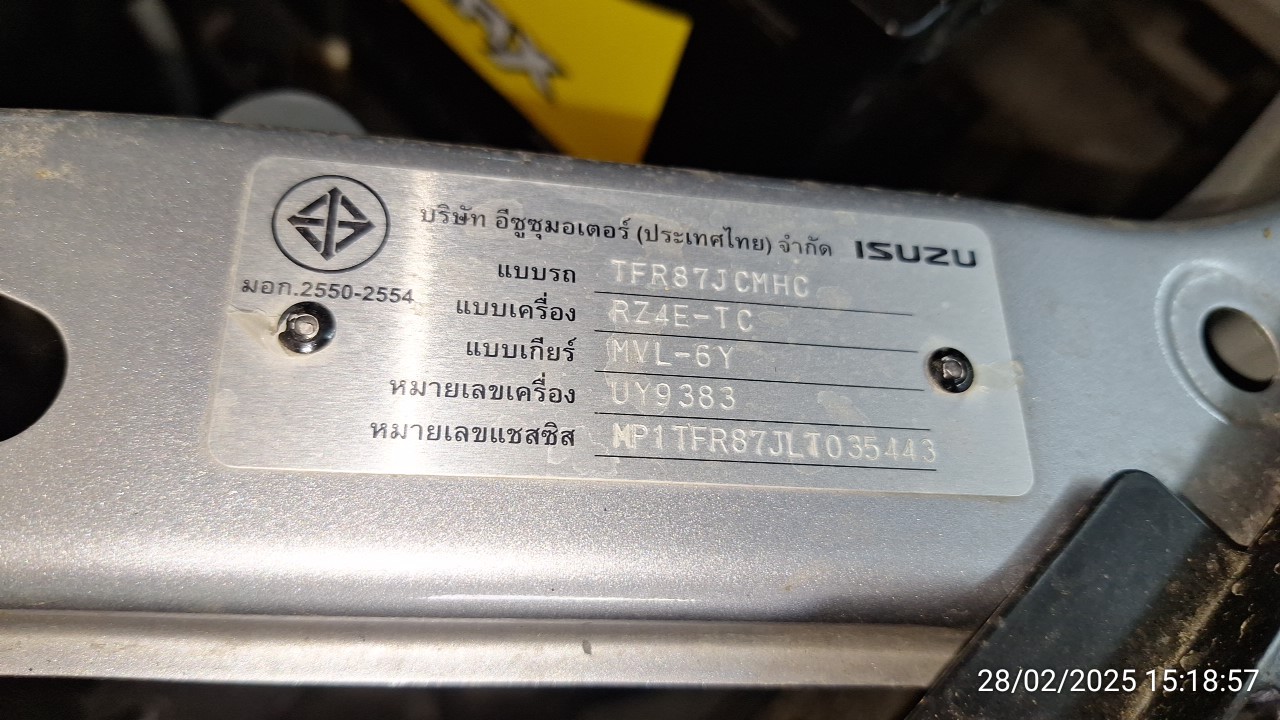 บริษัท อีซูซุมอเตอร์ (ประเทศไทย) จำกัด ISUZU
มอก.2550-2554
แบบรถ TFR87JCMHC
แบบเครื่อง RZ4E-TC
แบบเกียร์ MVL-6Y
หมายเลขเครื่อง UY9383
หมายเลขแชสซิส MP1TFR87JLT035443
28/02/2025 15:18:57